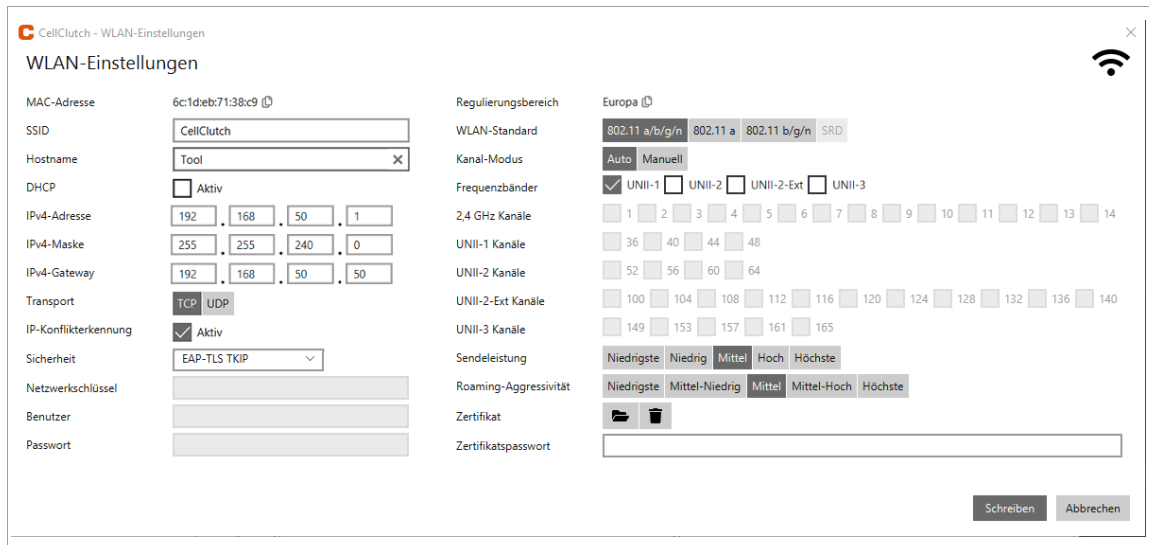 CellClutch - WLAN-Einstellungen
WLAN-Einstellungen
MAC-Adresse 6c:1d:eb:71:38:c9
SSID CellClutch
Hostname Tool
DHCP Aktiv
IPv4-Adresse 192 . 168 . 50 . 1
IPv4-Maske 255 . 255 . 240 . 0
IPv4-Gateway 192 . 168 . 50 . 50
Transport TCP UDP
IP-Konflikterkennung Aktiv
Sicherheit EAP-TLS TKIP
Netzwerkschlüssel
Benutzer
Passwort
Regulierungsbereich Europa
WLAN-Standard 802.11 a/b/g/n 802.11 a 802.11 b/g/n SRD
Kanal-Modus Auto Manuell
Frequenzbänder UNII-1 UNII-2 UNII-2-Ext UNII-3
2,4 GHz Kanäle 1 2 3 4 5 6 7 8 9 10 11 12 13 14
UNII-1 Kanäle 36 40 44 48
UNII-2 Kanäle 52 56 60 64
UNII-2-Ext Kanäle 100 104 108 112 116 120 124 128 132 136 140
UNII-3 Kanäle 149 153 157 161 165
Sendeleistung Niedrigste Niedrig Mittel Hoch Höchste
Roaming-Aggressivität Niedrigste Mittel-Niedrig Mittel Mittel-Hoch Höchste
Zertifikat
Zertifikatspasswort
Schreiben Abbrechen